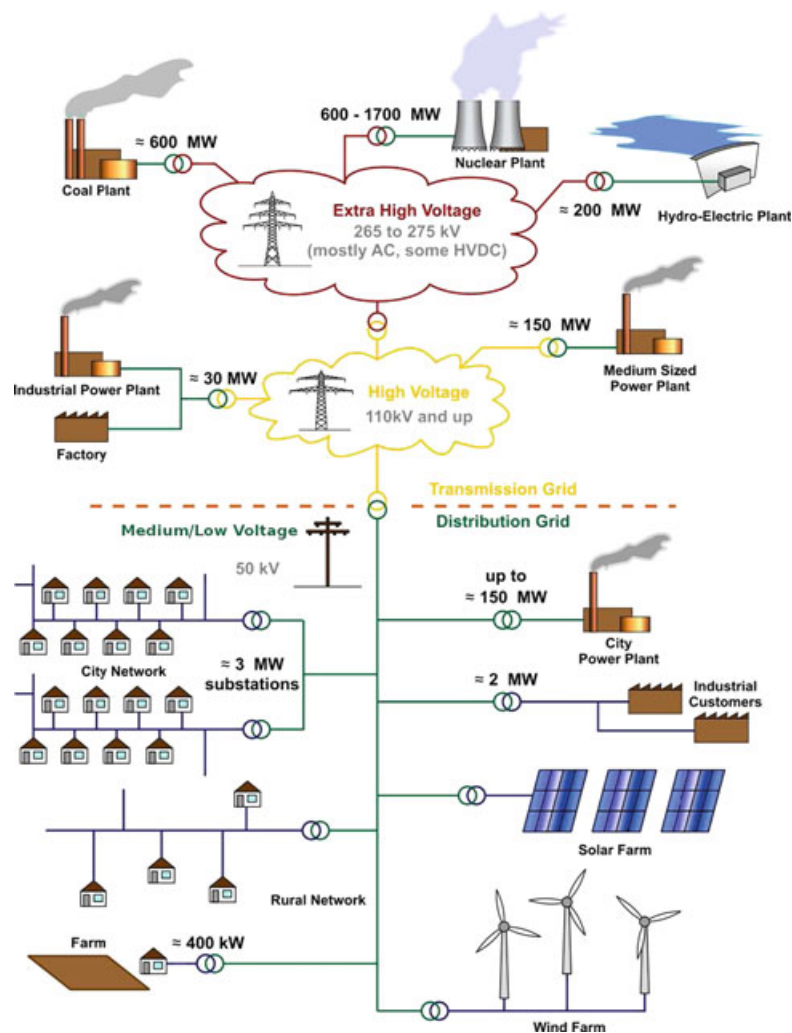 600 - 1700 MW
≈ 600 MW
Nuclear Plant
Coal Plant
Extra High Voltage
265 to 275 kV
(mostly AC, some HVDC)
≈ 200 MW
Hydro-Electric Plant
≈ 150 MW
Medium Sized
Power Plant
≈ 30 MW
Industrial Power Plant
High Voltage
110kV and up
Factory
Transmission Grid
Medium/Low Voltage
Distribution Grid
50 kV
up to
≈ 150 MW
City
Power Plant
City Network
≈ 3 MW
substations
≈ 2 MW
Industrial
Customers
Solar Farm
Rural Network
Farm
≈ 400 kW
Wind Farm